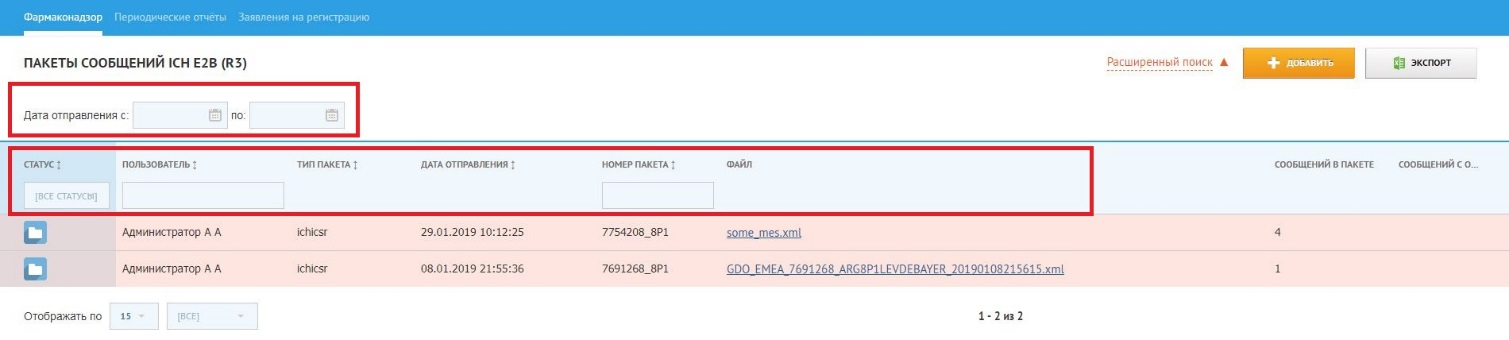 Фармаконадзор Периодические отчёты Заявления на регистрацию
ПАКЕТЫ СООБЩЕНИЙ ICH E2B (R3) Расширенный поиск ▲ ДОБАВИТЬ ЭКСПОРТ
Дата отправления с: по:
СТАТУС ПОЛЬЗОВАТЕЛЬ ТИП ПАКЕТА ДАТА ОТПРАВЛЕНИЯ НОМЕР ПАКЕТА ФАЙЛ СООБЩЕНИЙ В ПАКЕТЕ СООБЩЕНИЙ С О...
[ВСЕ СТАТУСЫ]
Администратор А А ichicsr 29.01.2019 10:12:25 7754208_8P1 some_mes.xml 4
Администратор А А ichicsr 08.01.2019 21:55:36 7691268_8P1 GDO_EMEA_7691268_ARG8P1LEVDEBAYER_20190108215615.xml 1
Отображать по 15 [ВСЕ] 1 - 2 из 2